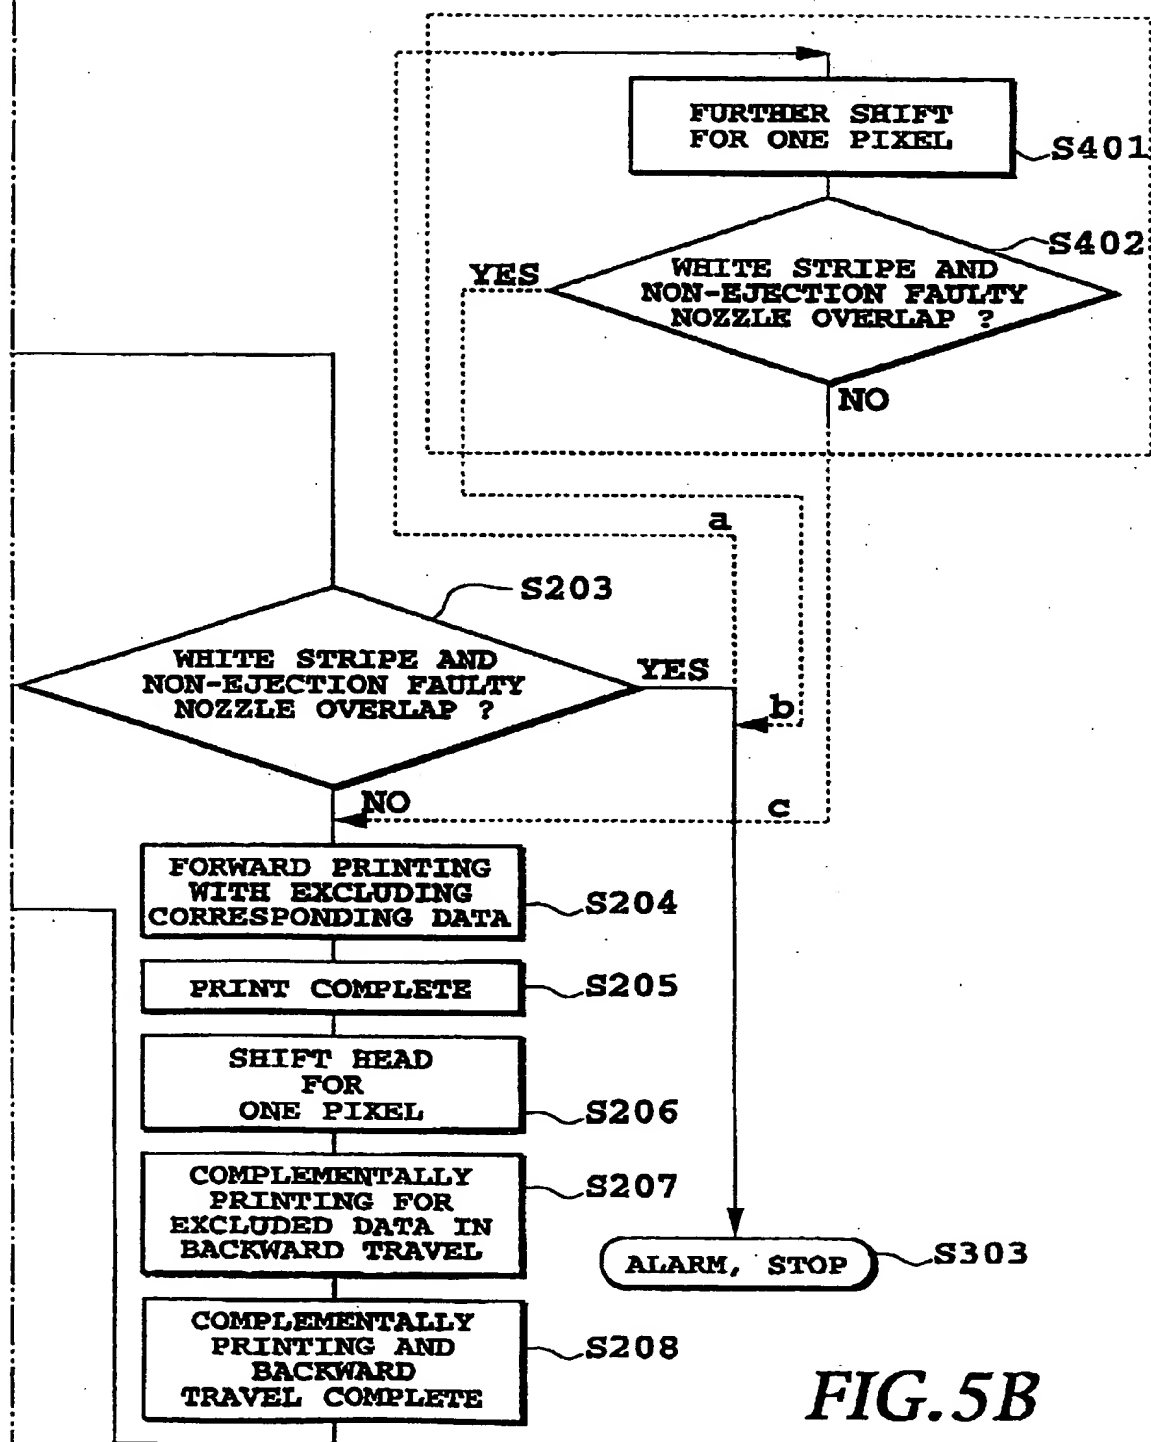 FURTHER SHIFT
FOR ONE PIXEL
S401
S402
YES
WHITE STRIPE AND
NON-EJECTION FAULTY
NOZZLE OVERLAP ?
NO
a
S203
WHITE STRIPE AND
NON-EJECTION FAULTY
NOZZLE OVERLAP ?
YES
b
NO
c
FORWARD PRINTING
WITH EXCLUDING
CORRESPONDING DATA
S204
PRINT COMPLETE
S205
SHIFT HEAD
FOR
ONE PIXEL
S206
COMPLEMENTALLY
PRINTING FOR
EXCLUDED DATA IN
BACKWARD TRAVEL
S207
ALARM, STOP
S303
COMPLEMENTALLY
PRINTING AND
BACKWARD
TRAVEL COMPLETE
S208
FIG.5B